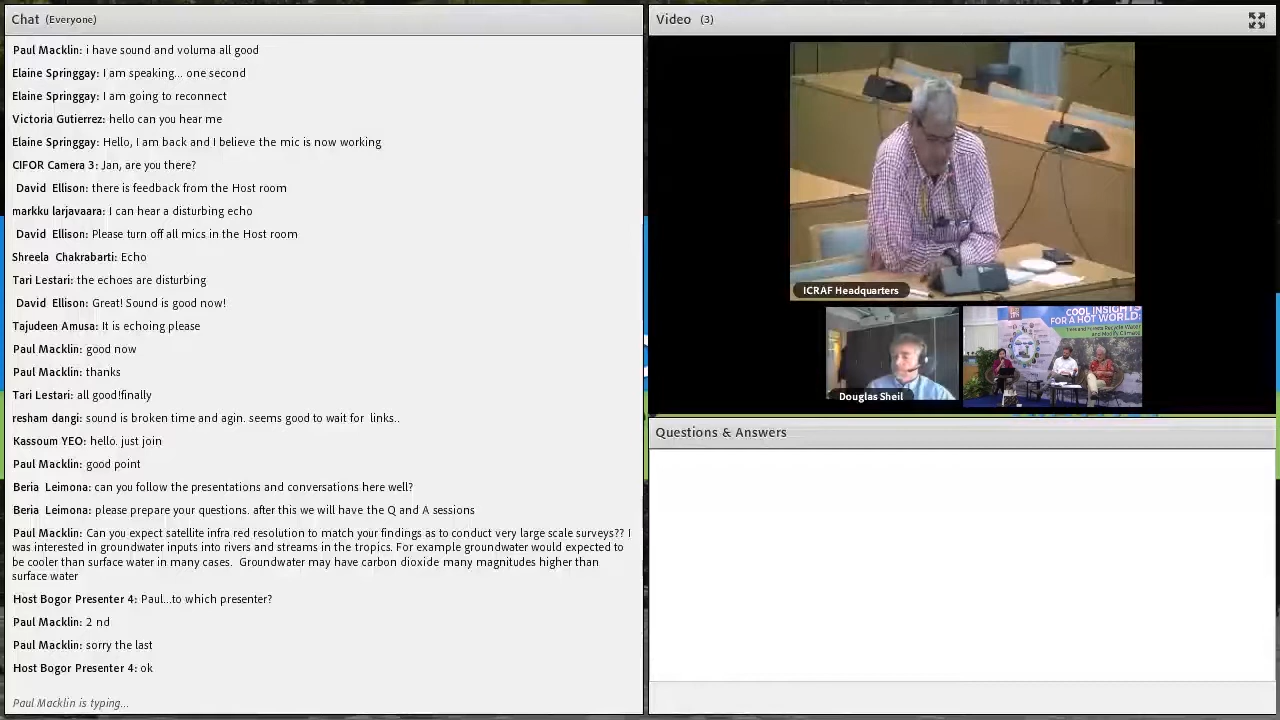 Chat (Everyone)
Paul Macklin: i have sound and voluma all good
Elaine Springgay: I am speaking... one second
Elaine Springgay: I am going to reconnect
Victoria Gutierrez: hello can you hear me
Elaine Springgay: Hello, I am back and I believe the mic is now working
CIFOR Camera 3: Jan, are you there?
David Ellison: there is feedback from the Host room
markku larjavaara: I can hear a disturbing echo
David Ellison: Please turn off all mics in the Host room
Shreela Chakrabarti: Echo
Tari Lestari: the echoes are disturbing
David Ellison: Great! Sound is good now!
Tajudeen Amusa: It is echoing please
Paul Macklin: good now
Paul Macklin: thanks
Tari Lestari: all good!finally
resham dangi: sound is broken time and agin. seems good to wait for links..
Kassoum YEO: hello. just join
Paul Macklin: good point
Beria Leimona: can you follow the presentations and conversations here well?
Beria Leimona: please prepare your questions. after this we will have the Q and A sessions
Paul Macklin: Can you expect satellite infra red resolution to match your findings as to conduct very large scale surveys?? I
was interested in groundwater inputs into rivers and streams in the tropics. For example groundwater would expected to
be cooler than surface water in many cases. Groundwater may have carbon dioxide many magnitudes higher than
surface water
Host Bogor Presenter 4: Paul...to which presenter?
Paul Macklin: 2 nd
Paul Macklin: sorry the last
Host Bogor Presenter 4: ok
Paul Macklin is typing...
Video (3)
ICRAF Headquarters
Douglas Sheil
COOL INSIGHTS
FOR A HOT WORLD:
Trees and Forests Recycle Water
and Modify Climate
Questions & Answers